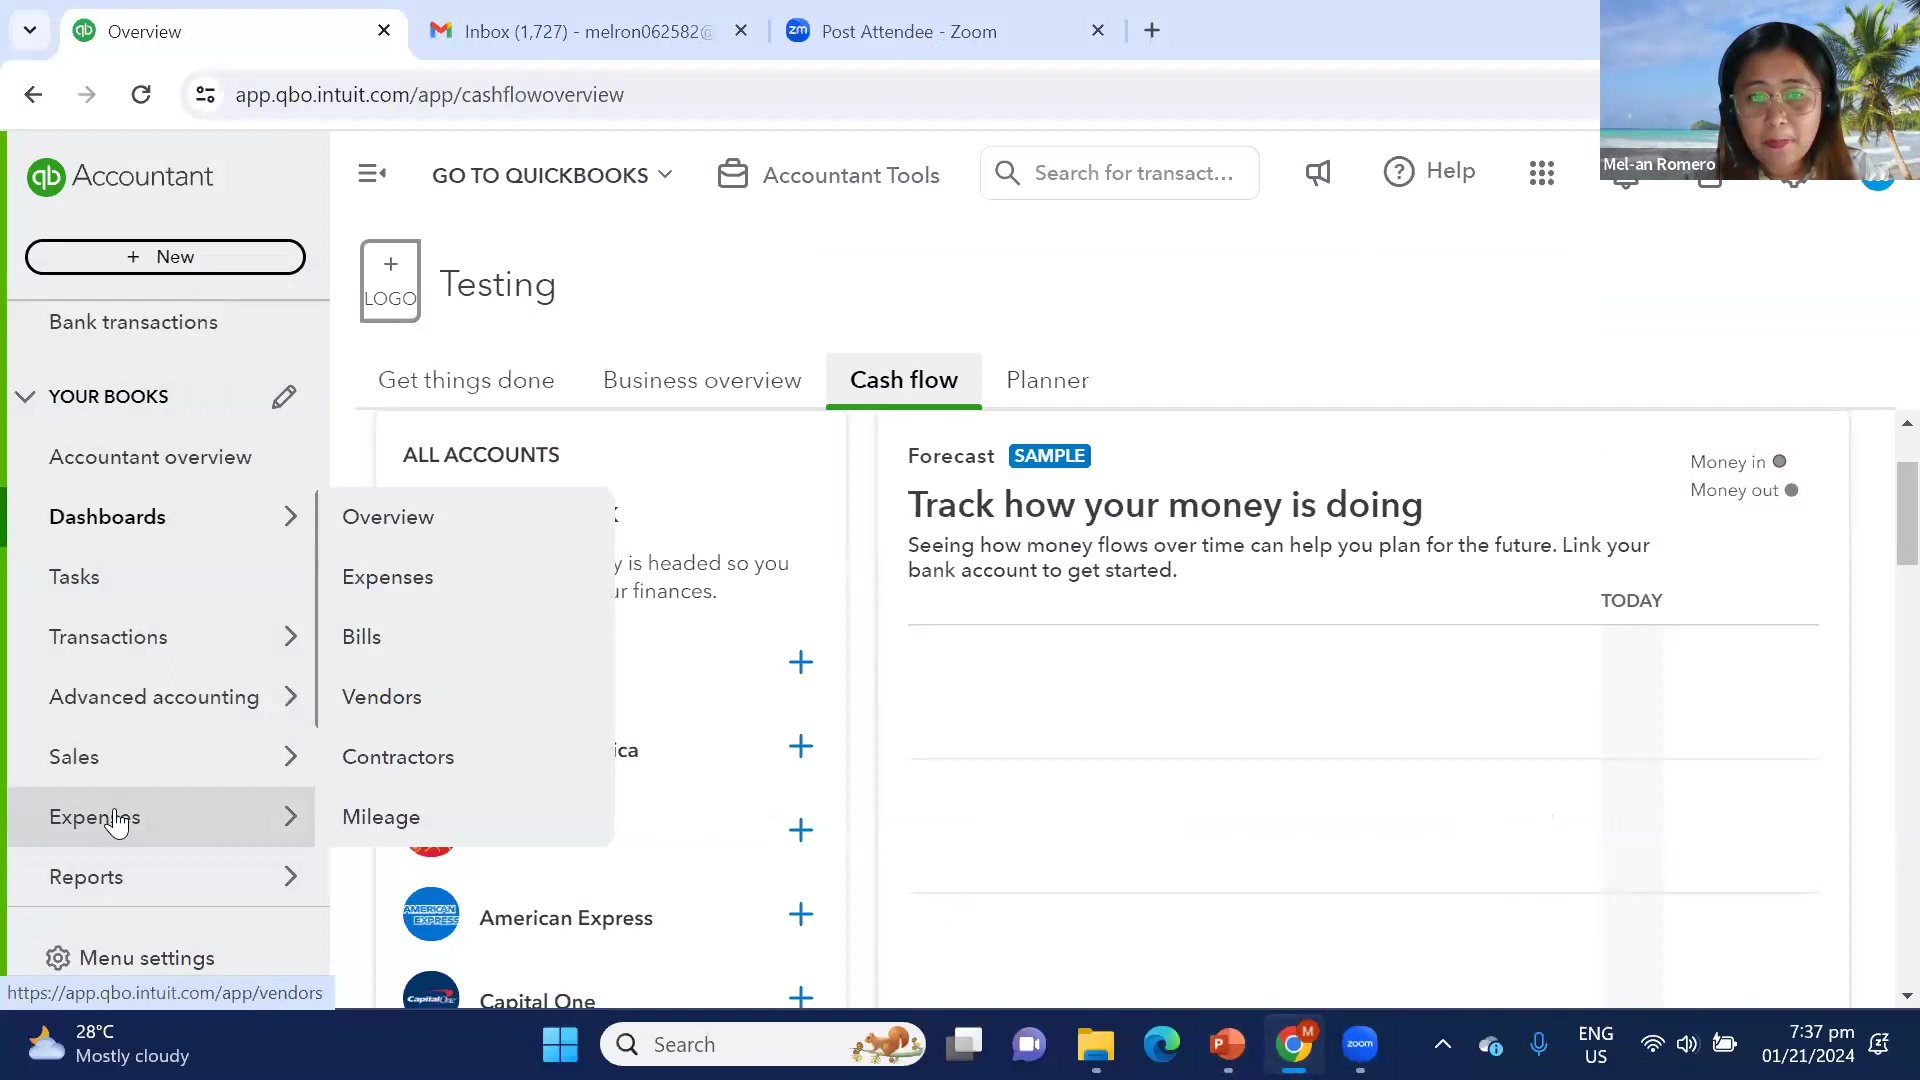 Overview
Inbox (1,727) - melron062582@
Post Attendee - Zoom
app.qbo.intuit.com/app/cashflowoverview
Mel-an Romero
qb Accountant
GO TO QUICKBOOKS
Accountant Tools
Search for transact...
Help
+ New
+
LOGO
Testing
Bank transactions
YOUR BOOKS
Accountant overview
Dashboards
Tasks
Transactions
Advanced accounting
Sales
Expenses
Reports
Menu settings
https://app.qbo.intuit.com/app/vendors
Get things done
Business overview
Cash flow
Planner
Overview
Expenses
Bills
Vendors
Contractors
Mileage
ALL ACCOUNTS
is headed so you
finances.
ica
AMERICAN EXPRESS
American Express
Capital One
Capital One
Forecast SAMPLE
Money in
Money out
Track how your money is doing
Seeing how money flows over time can help you plan for the future. Link your
bank account to get started.
TODAY
28°C
Mostly cloudy
Search
zoom
ENG
US
7:37 pm
01/21/2024